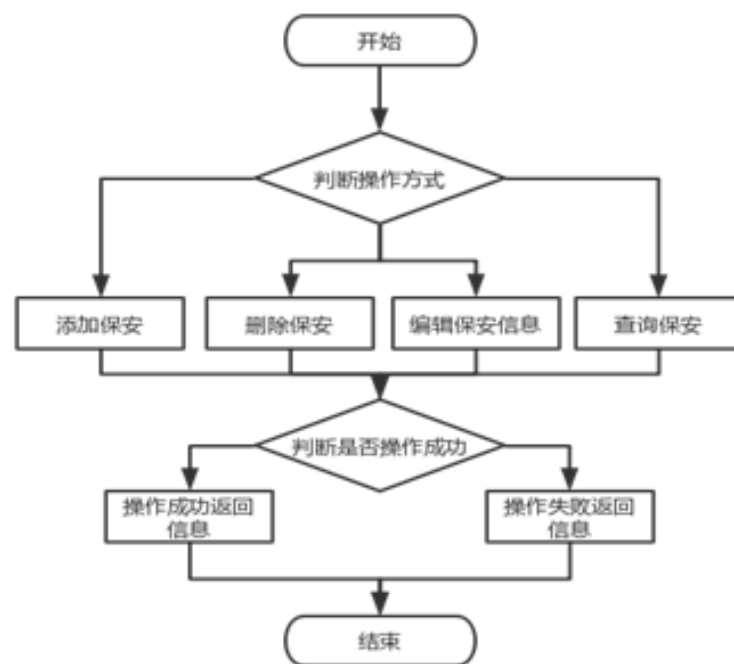 开始
判断操作方式
添加保安
删除保安
编辑保安信息
查询保安
判断是否操作成功
操作成功返回
信息
操作失败返回
信息
结束